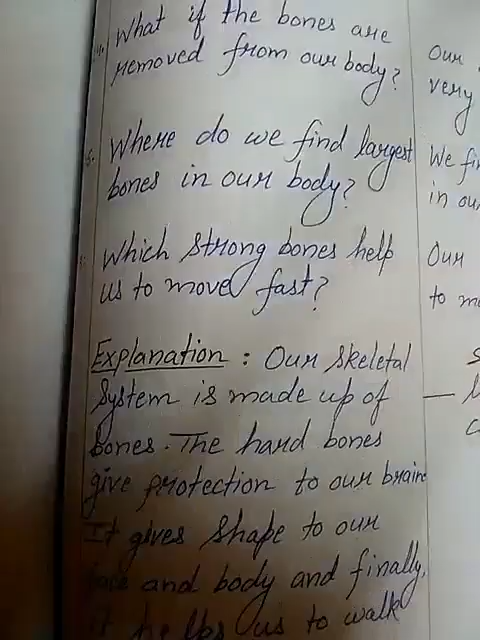 What if the bones are
removed from our body?
Where do we find largest
bones in our body?
Which strong bones help
us to move fast?
Explanation : Our skeletal
system is made up of
bones. The hard bones
give protection to our brain
It gives shape to our
face and body and finally,
it helps us to walk
Our
very
We
in
Our
to